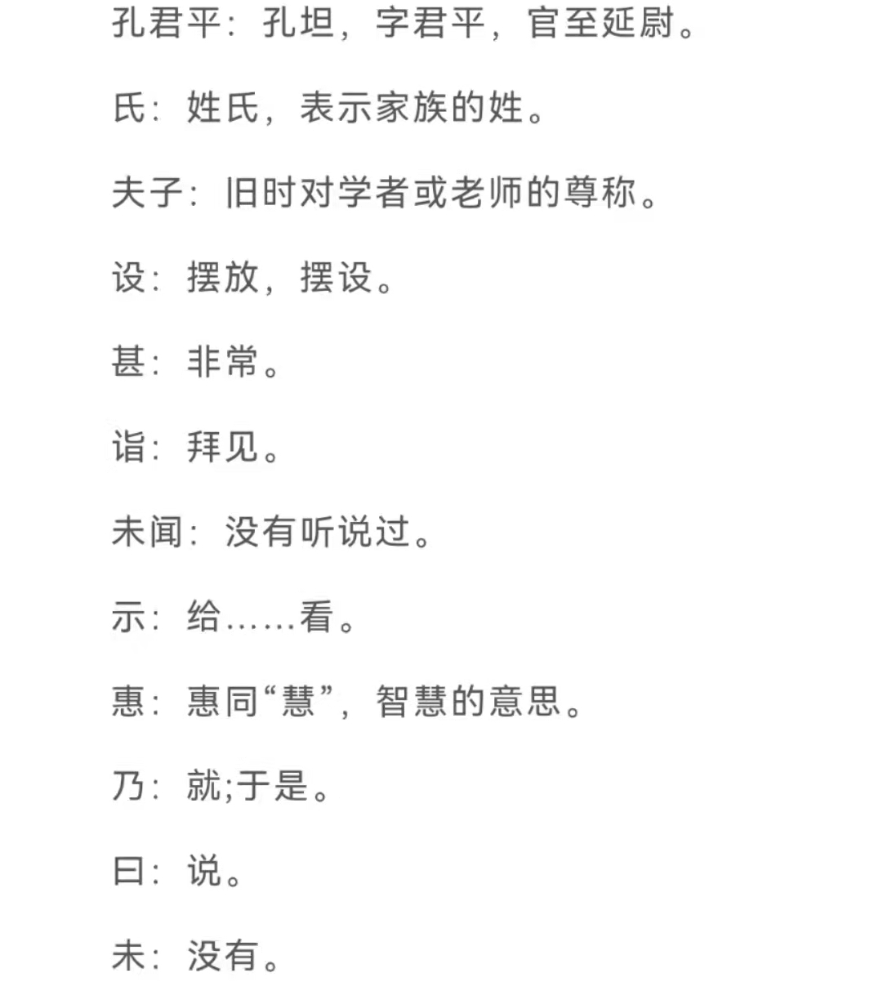 孔君平：孔坦，字君平，官至延尉。
氏：姓氏，表示家族的姓。
夫子：旧时对学者或老师的尊称。
设：摆放，摆设。
甚：非常。
诣：拜见。
未闻：没有听说过。
示：给……看。
惠：惠同“慧”，智慧的意思。
乃：就;于是。
曰：说。
未：没有。